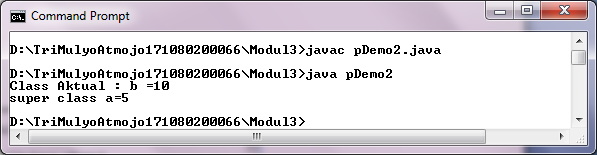 Command Prompt
D:\TriMulyoAtmojo171080200066\Modul3>javac pDemo2.java
D:\TriMulyoAtmojo171080200066\Modul3>java pDemo2
Class Aktual : b =10
super class a=5
D:\TriMulyoAtmojo171080200066\Modul3>